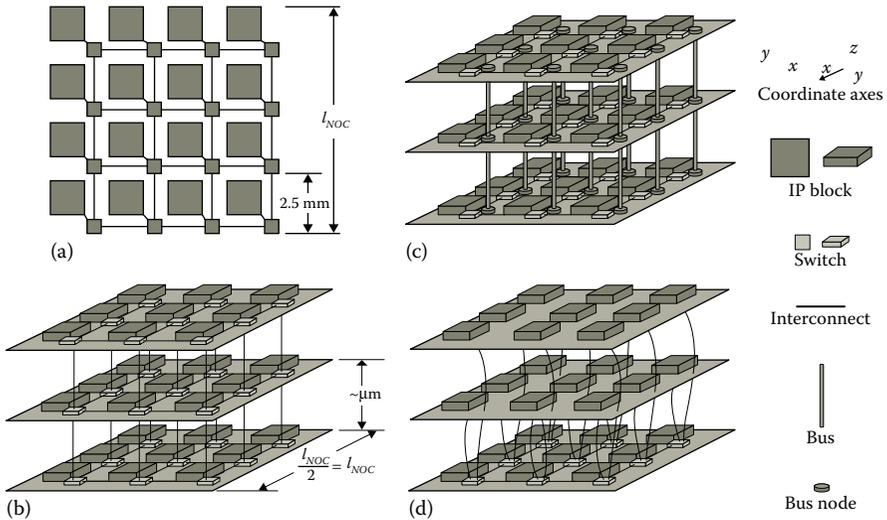 l_NOC
2.5 mm
(a)
(c)
y x x z y
Coordinate axes
IP block
Switch
Interconnect
Bus
Bus node
~μm
l_NOC / 2 = l_NOC
(b)
(d)